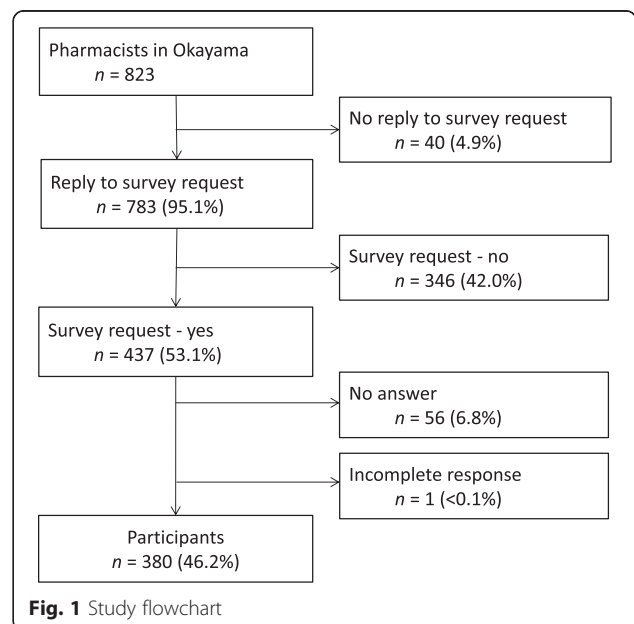 Pharmacists in Okayama
n = 823
No reply to survey request
n = 40 (4.9%)
Reply to survey request
n = 783 (95.1%)
Survey request - no
n = 346 (42.0%)
Survey request - yes
n = 437 (53.1%)
No answer
n = 56 (6.8%)
Incomplete response
n = 1 (<0.1%)
Participants
n = 380 (46.2%)
Fig. 1 Study flowchart